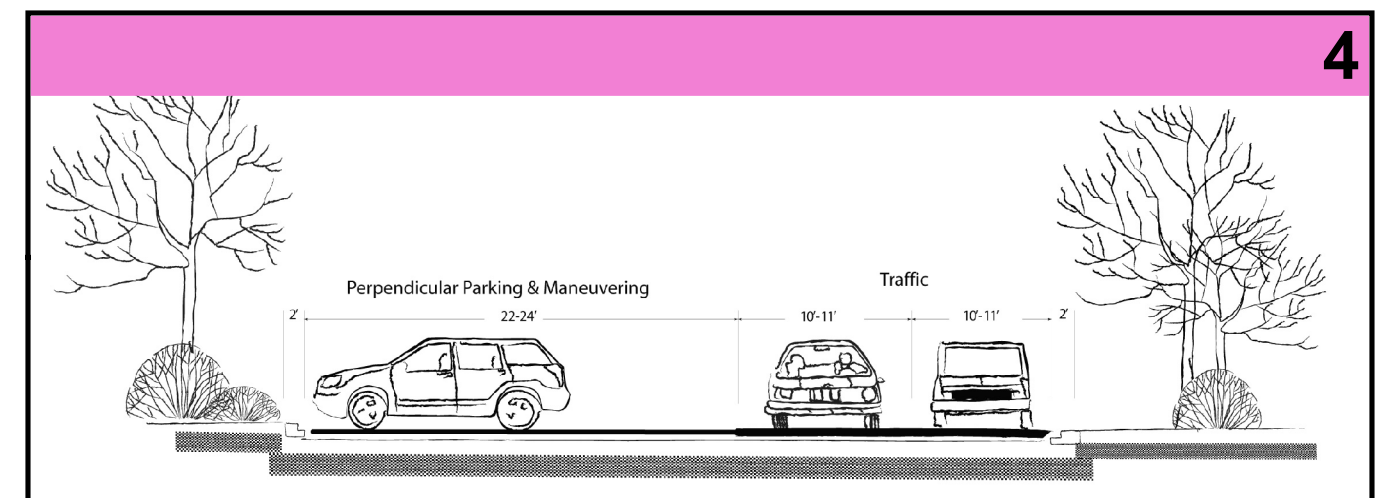 4
Perpendicular Parking & Maneuvering
Traffic
2' 22-24' 10'-11' 10'-11' 2'